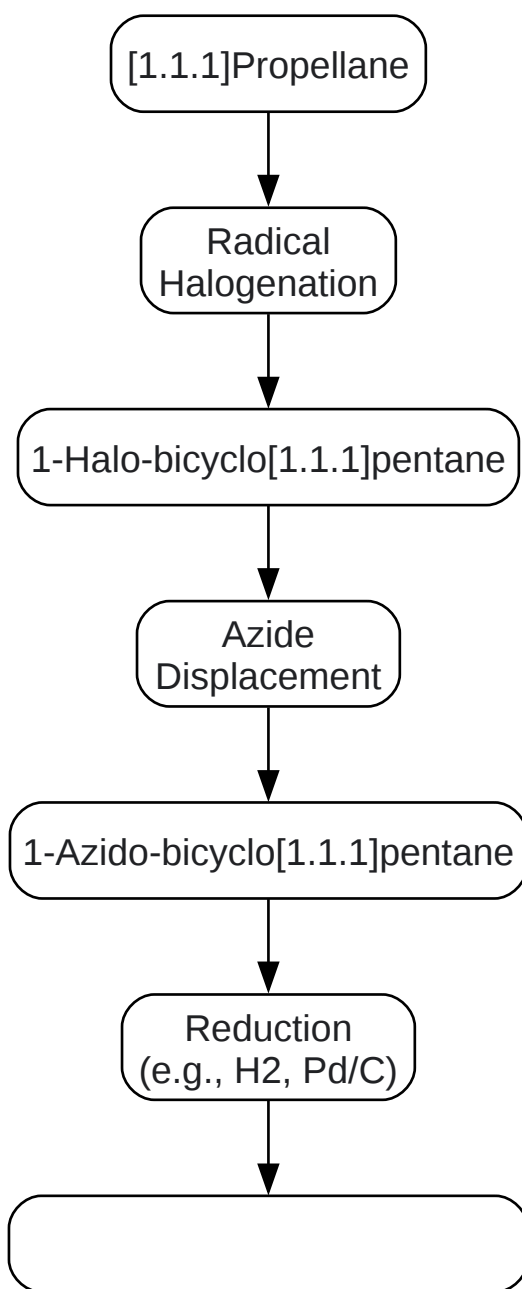 [1.1.1]Propellane
Radical
Halogenation
1-Halo-bicyclo[1.1.1]pentane
Azide
Displacement
1-Azido-bicyclo[1.1.1]pentane
Reduction
(e.g., H2, Pd/C)